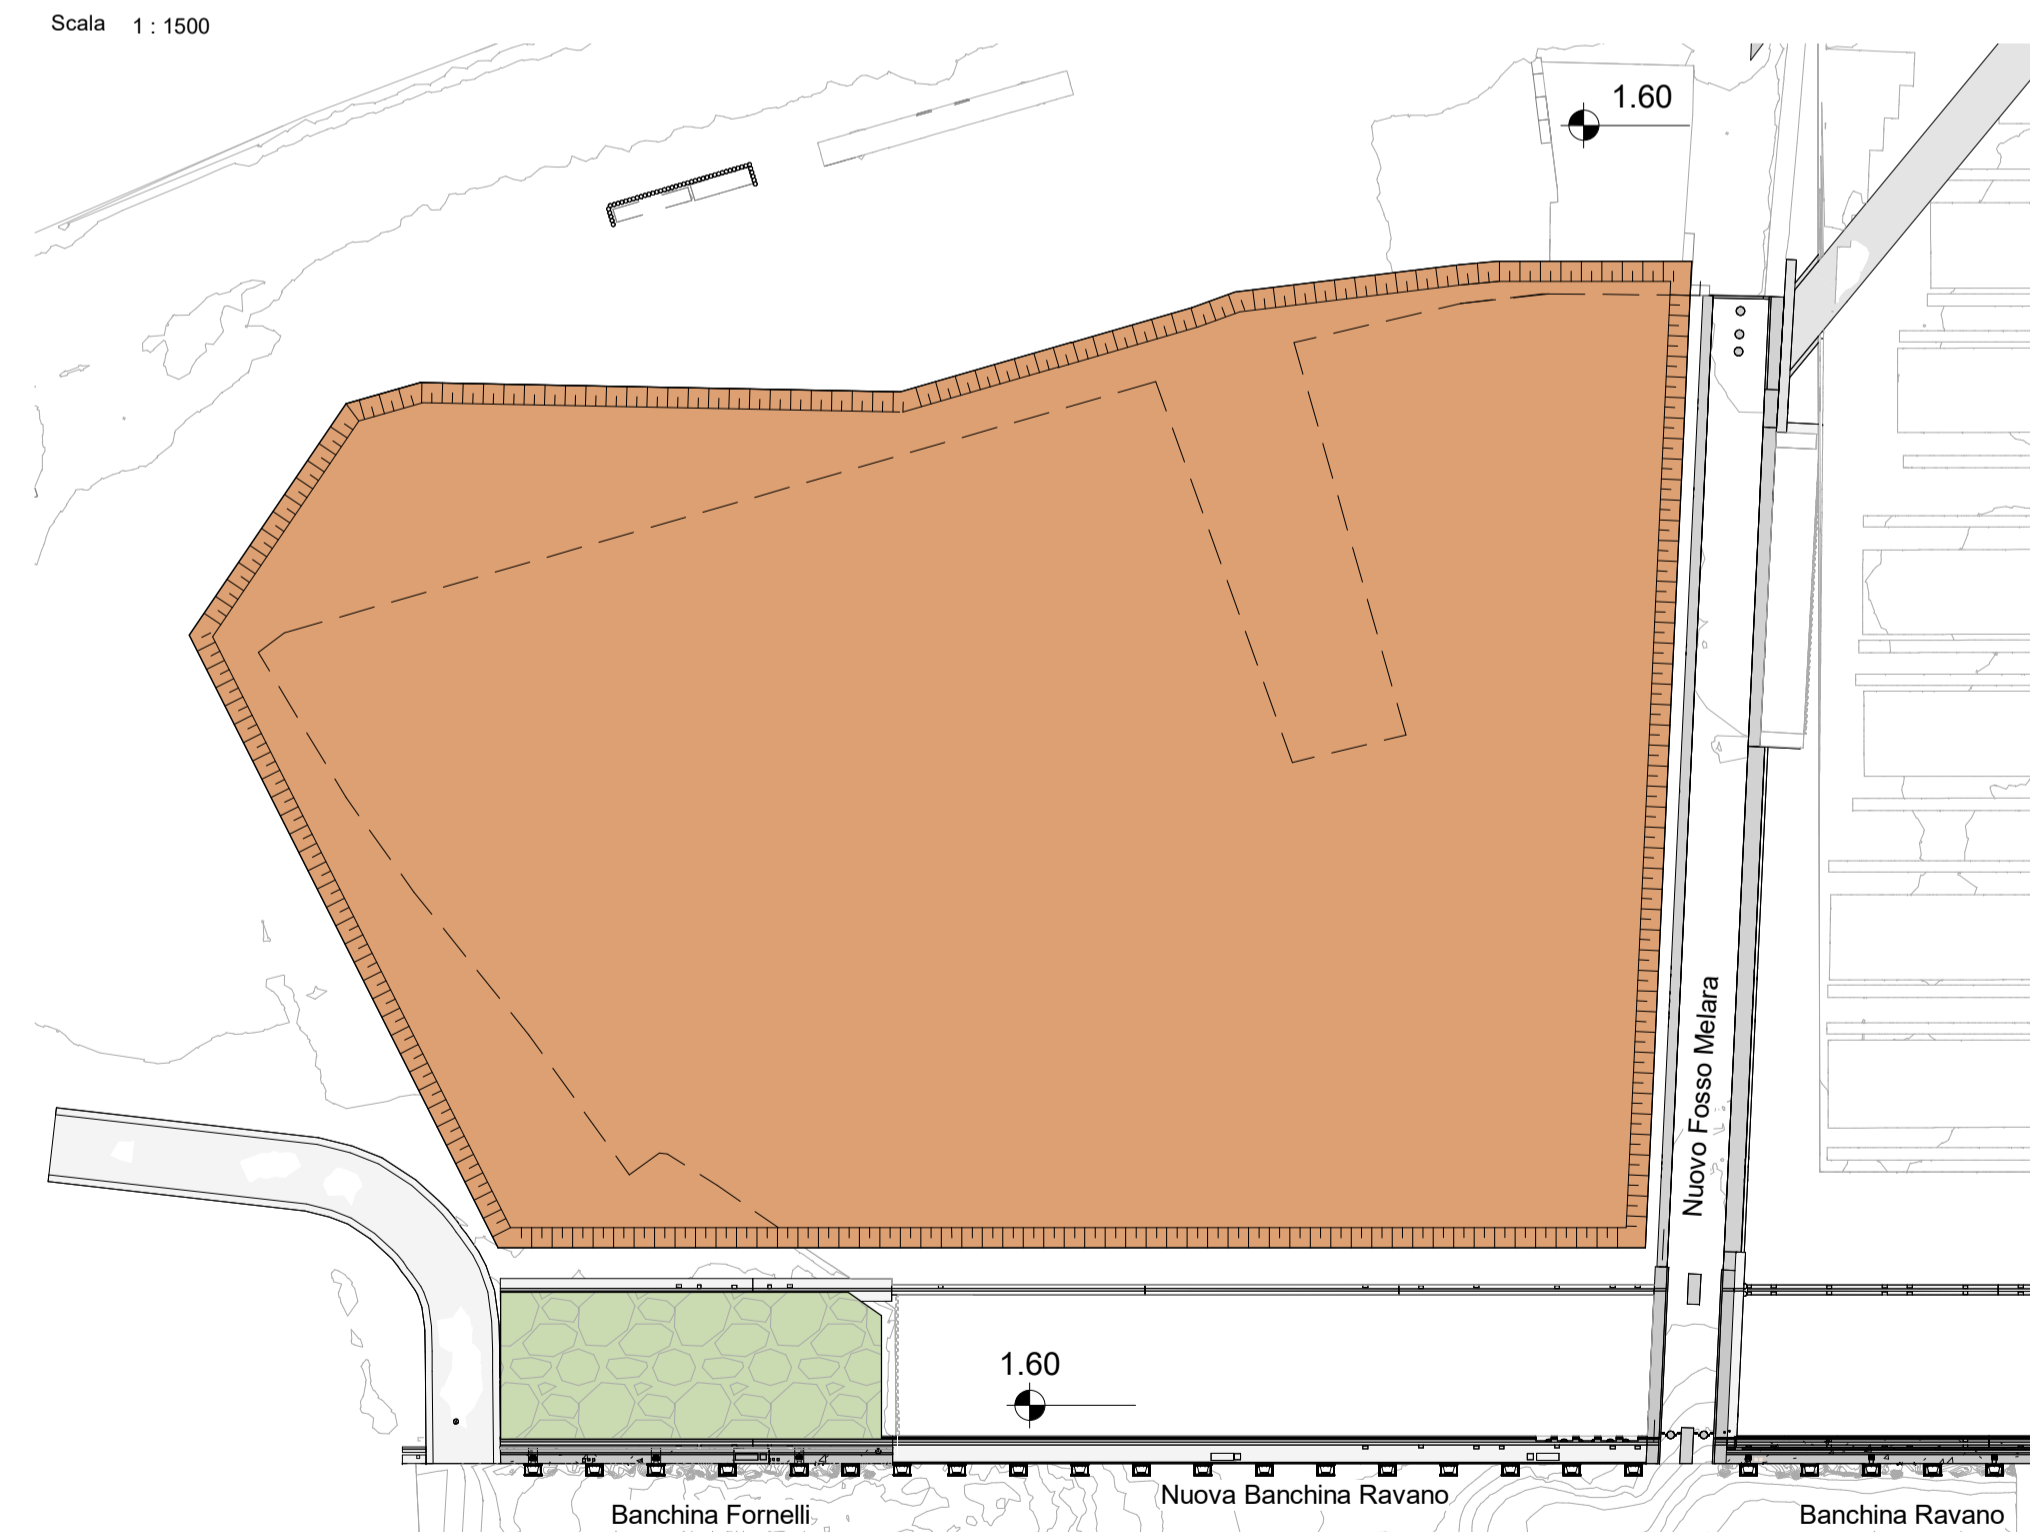 Scala 1 : 1500
1.60
Nuovo Fosso Melara
1.60
Nuova Banchina Ravano
Banchina Fornelli
Banchina Ravano